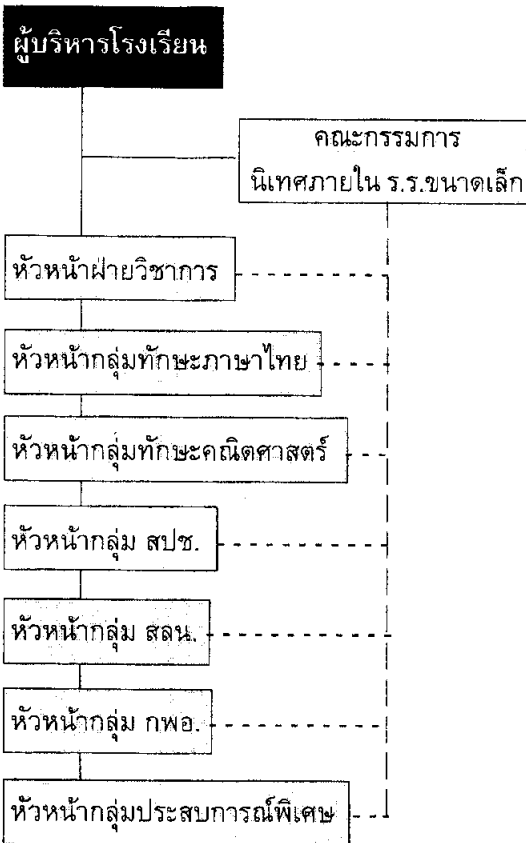 ผู้บริหารโรงเรียน
คณะกรรมการ
นิเทศภายใน ร.ร.ขนาดเล็ก
หัวหน้าฝ่ายวิชาการ
หัวหน้ากลุ่มทักษะภาษาไทย
หัวหน้ากลุ่มทักษะคณิตศาสตร์
หัวหน้ากลุ่ม สปช.
หัวหน้ากลุ่ม สลน.
หัวหน้ากลุ่ม กพอ.
หัวหน้ากลุ่มประสบการณ์พิเศษ